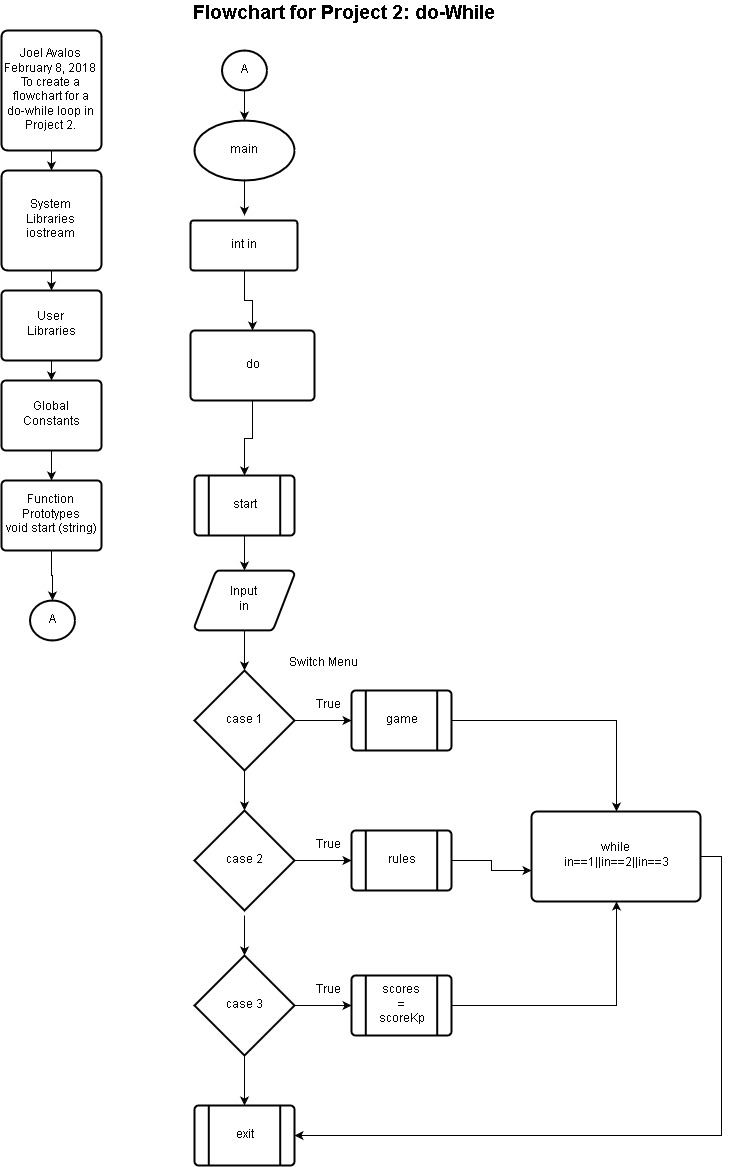 Flowchart for Project 2: do-While
Joel Avalos
February 8, 2018
To create a
flowchart for a
do-while loop in
Project 2.
System
Libraries
iostream
User
Libraries
Global
Constants
Function
Prototypes
void start (string)
A
A
main
int in
do
start
Input
in
Switch Menu
case 1
True
game
case 2
True
rules
case 3
True
scores
=
scoreKp
while
in==1||in==2||in==3
exit